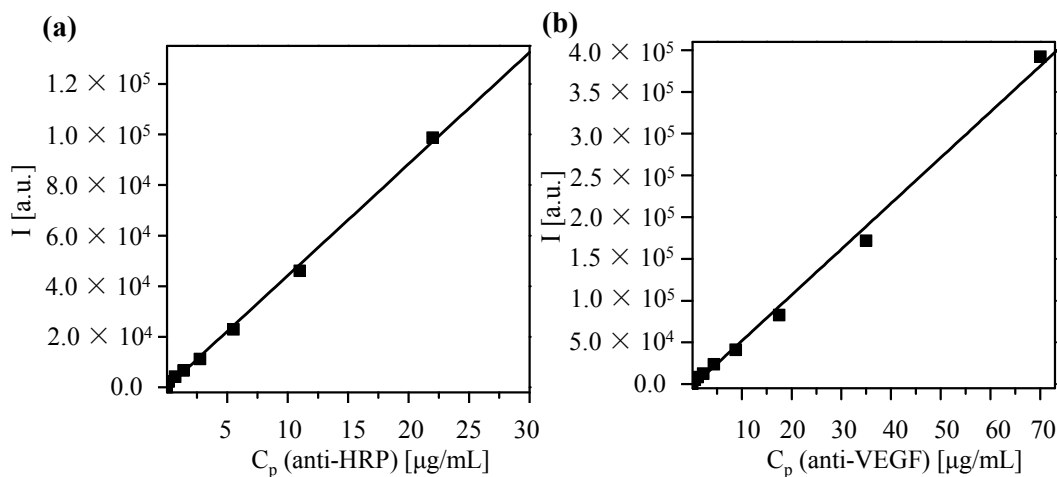 (a)
I [a.u.]
1.2 × 10⁵
1.0 × 10⁵
8.0 × 10⁴
6.0 × 10⁴
4.0 × 10⁴
2.0 × 10⁴
0.0
5 10 15 20 25 30
Cₚ (anti-HRP) [μg/mL]
(b)
I [a.u.]
4.0 × 10⁵
3.5 × 10⁵
3.0 × 10⁵
2.5 × 10⁵
2.0 × 10⁵
1.5 × 10⁵
1.0 × 10⁵
5.0 × 10⁴
0.0
10 20 30 40 50 60 70
Cₚ (anti-VEGF) [μg/mL]